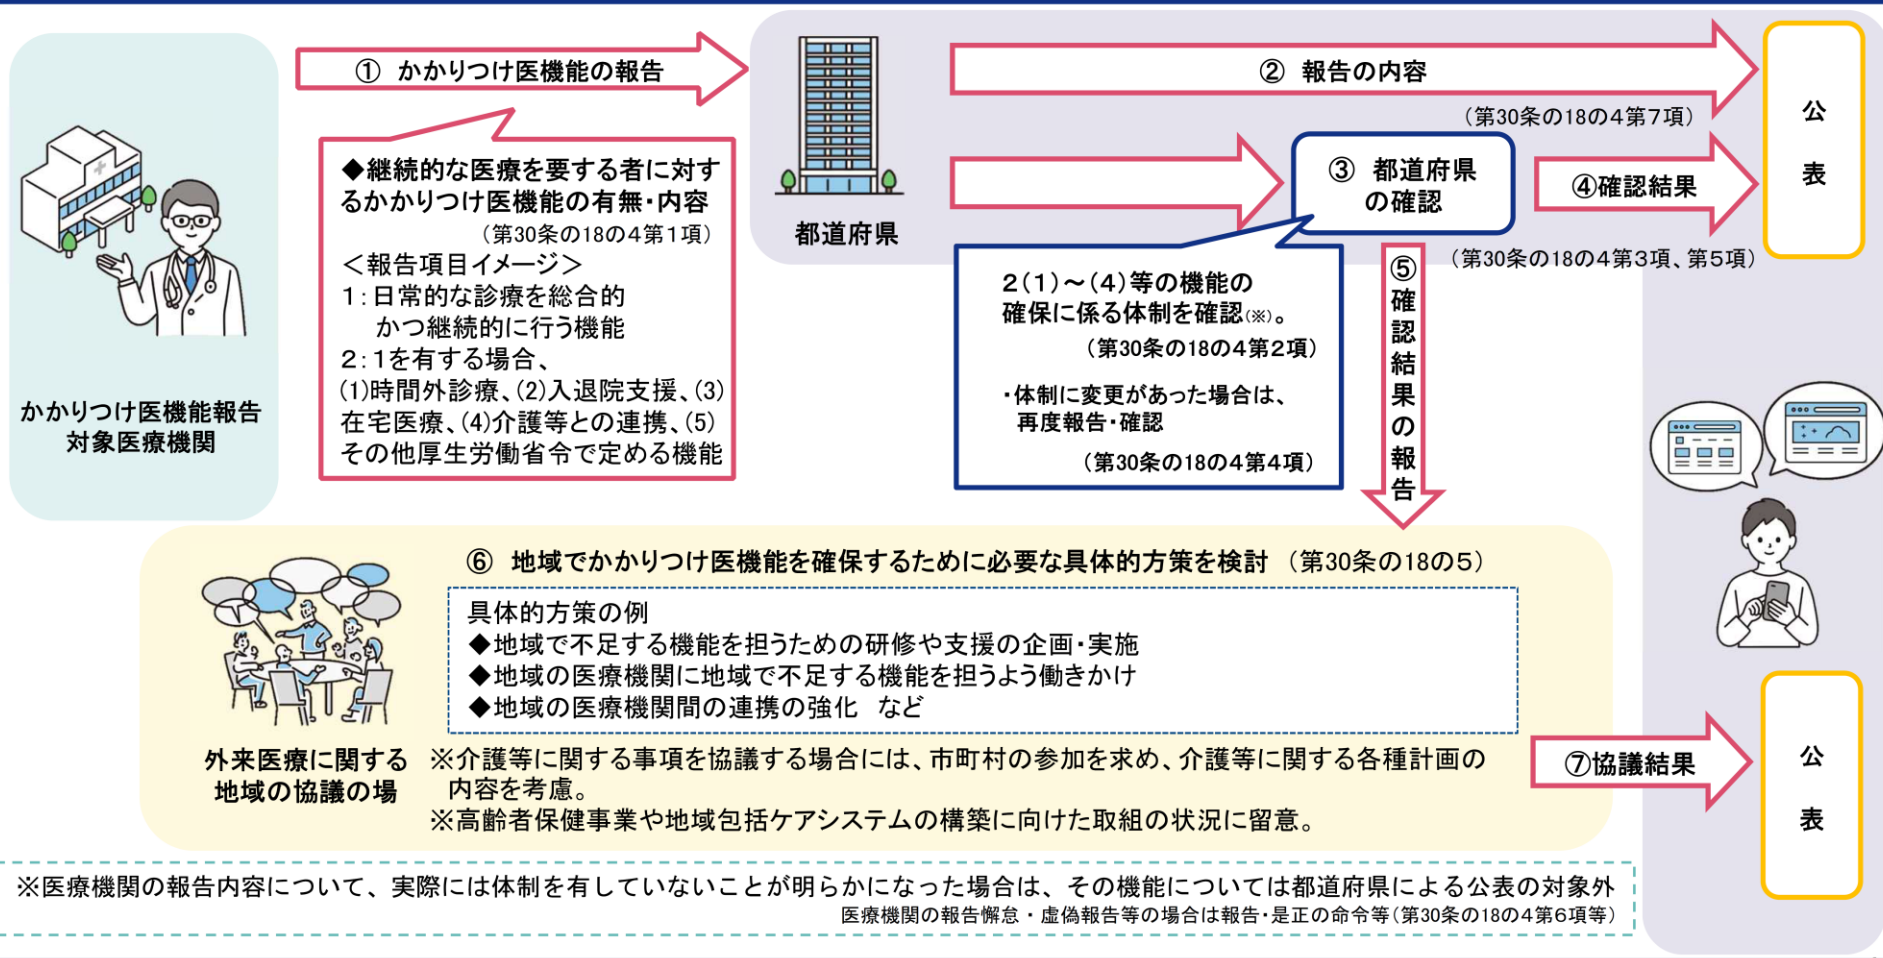 ① かかりつけ医機能の報告
◆継続的な医療を要する者に対す
るかかりつけ医機能の有無・内容
(第30条の18の4第1項)
<報告項目イメージ>
1：日常的な診療を総合的
かつ継続的に行う機能
2：1を有する場合、
(1)時間外診療、(2)入退院支援、(3)
在宅医療、(4)介護等との連携、(5)
その他厚生労働省令で定める機能
かかりつけ医機能報告
対象医療機関
都道府県
② 報告の内容
(第30条の18の4第7項)
③ 都道府県
の確認
④確認結果
(第30条の18の4第3項、第5項)
公
表
2(1)～(4)等の機能の
確保に係る体制を確認(※)。
(第30条の18の4第2項)
・体制に変更があった場合は、
再度報告・確認
(第30条の18の4第4項)
⑤確認結果の報告
⑥ 地域でかかりつけ医機能を確保するために必要な具体的方策を検討 (第30条の18の5)
具体的方策の例
◆地域で不足する機能を担うための研修や支援の企画・実施
◆地域の医療機関に地域で不足する機能を担うよう働きかけ
◆地域の医療機関間の連携の強化 など
外来医療に関する
地域の協議の場
※介護等に関する事項を協議する場合には、市町村の参加を求め、介護等に関する各種計画の
内容を考慮。
※高齢者保健事業や地域包括ケアシステムの構築に向けた取組の状況に留意。
⑦協議結果
公
表
※医療機関の報告内容について、実際には体制を有していないことが明らかになった場合は、その機能については都道府県による公表の対象外
医療機関の報告懈怠・虚偽報告等の場合は報告・是正の命令等(第30条の18の4第6項等)